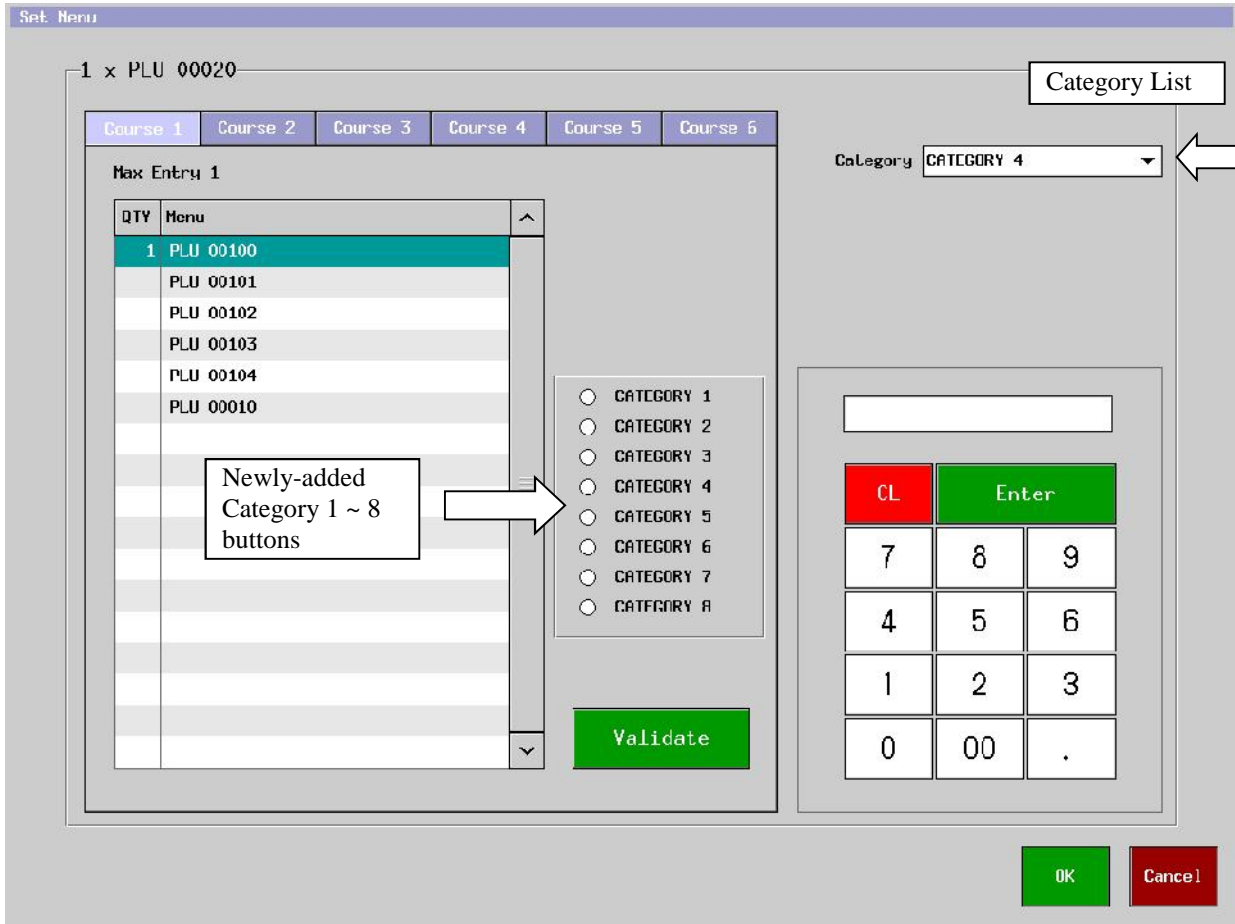 Set Menu
1 x PLU 00020
Category List
Course 1 Course 2 Course 3 Course 4 Course 5 Course 6
Category CATEGORY 4
Max Entry 1
QTY Menu
1 PLU 00100
PLU 00101
PLU 00102
PLU 00103
PLU 00104
PLU 00010
Newly-added
Category 1 ~ 8
buttons
CATEGORY 1
CATEGORY 2
CATEGORY 3
CATEGORY 4
CATEGORY 5
CATEGORY 6
CATEGORY 7
CATEGORY 8
Validate
CL Enter
7 8 9
4 5 6
1 2 3
0 00 .
OK Cancel